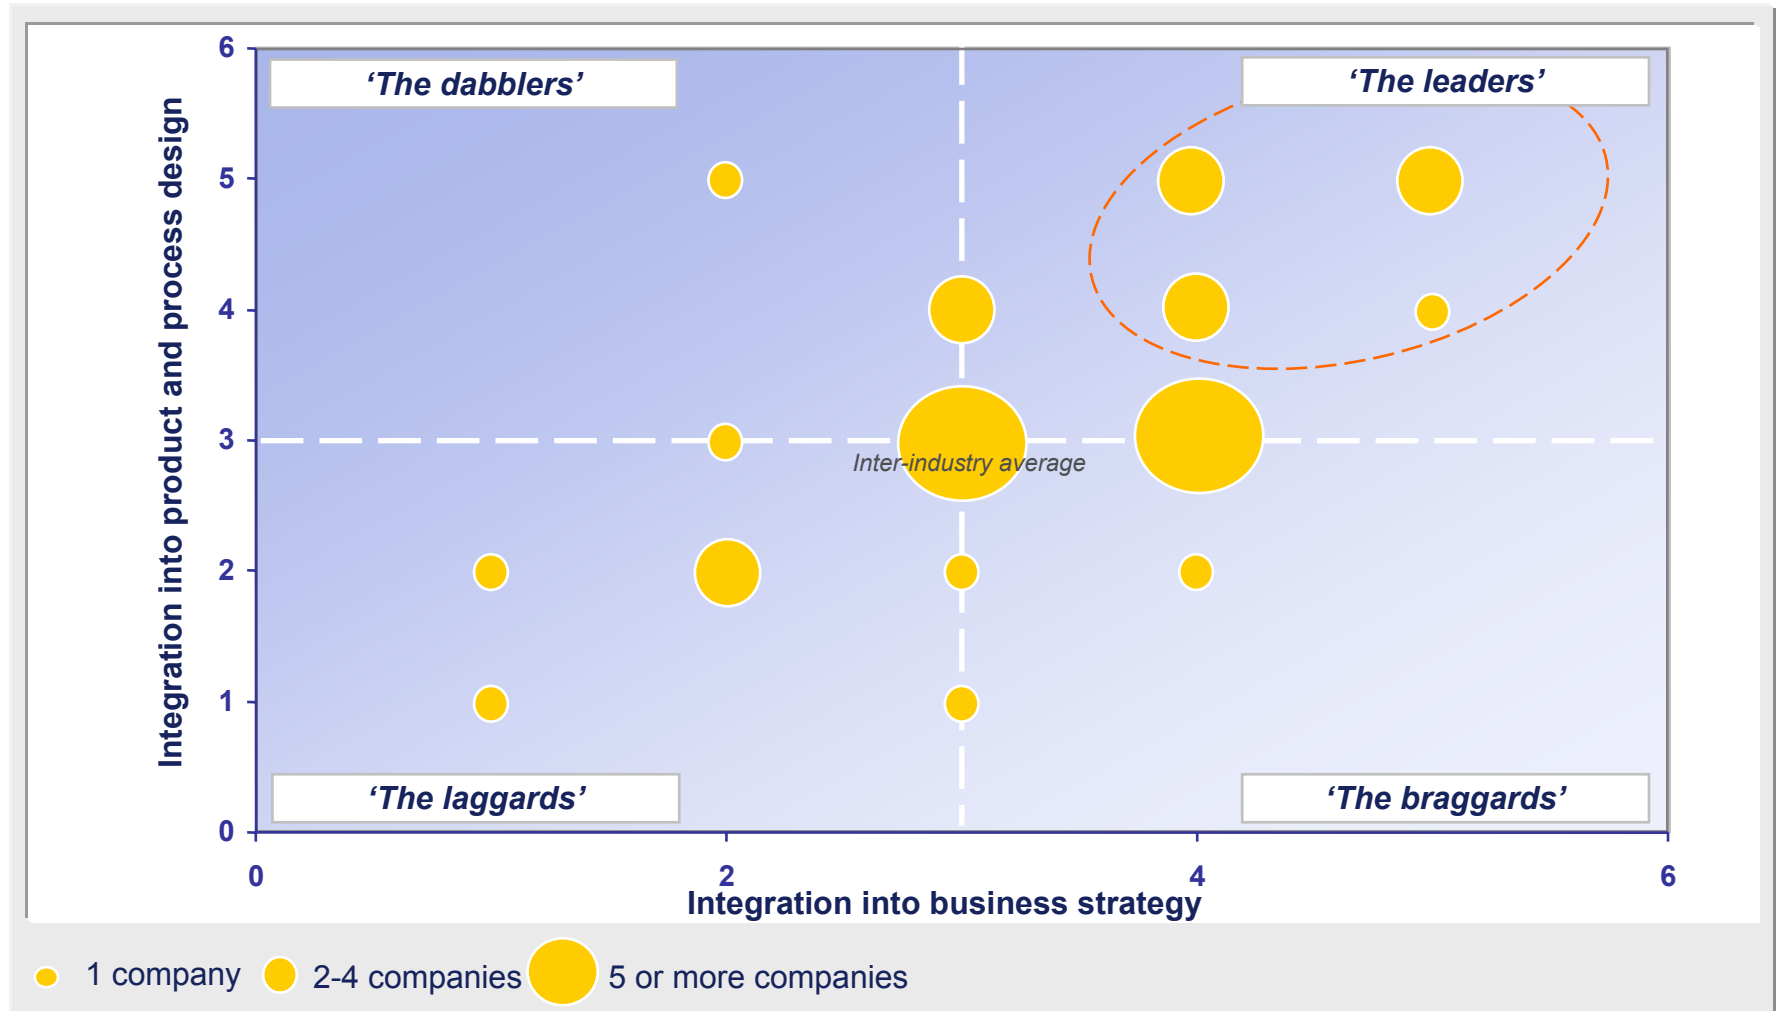 6
‘The dabblers’
‘The leaders’
5
4
3
Inter-industry average
2
1
‘The laggards’
‘The braggards’
0
Integration into product and process design
0 2 4 6
Integration into business strategy
1 company 2-4 companies 5 or more companies